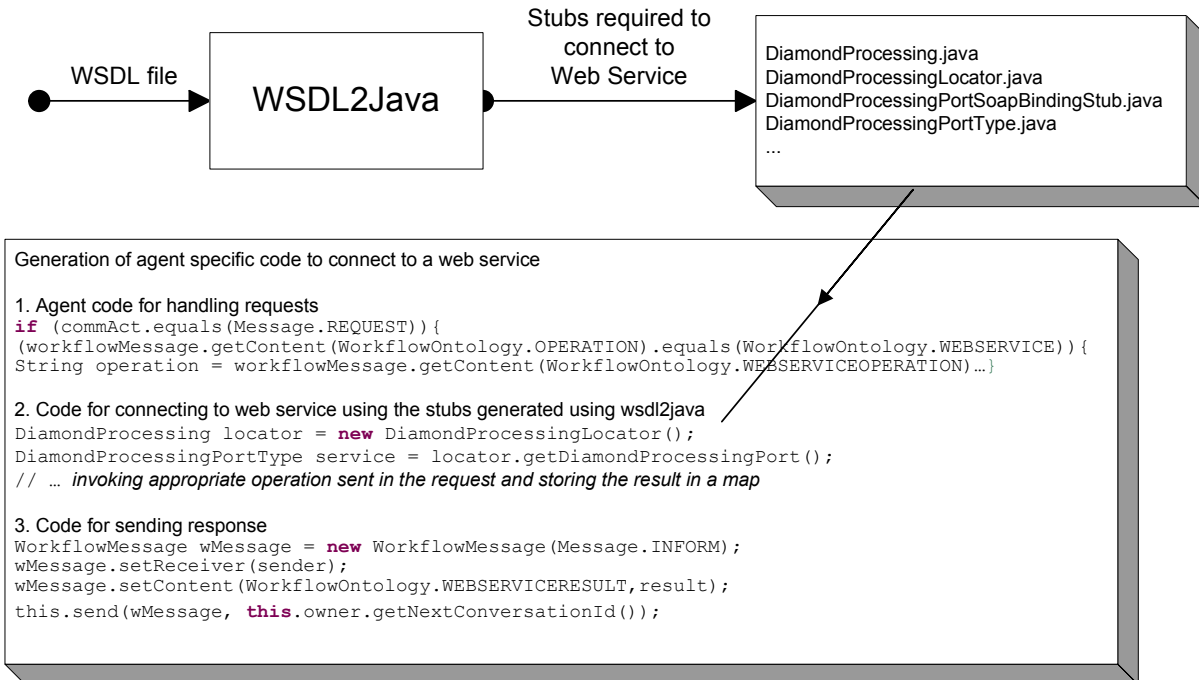 WSDL file
WSDL2Java
Stubs required to
connect to
Web Service
DiamondProcessing.java
DiamondProcessingLocator.java
DiamondProcessingPortSoapBindingStub.java
DiamondProcessingPortType.java
...
Generation of agent specific code to connect to a web service
1. Agent code for handling requests
if (commAct.equals(Message.REQUEST)){
(workflowMessage.getContent(WorkflowOntology.OPERATION).equals(WorkflowOntology.WEBSERVICE)){
String operation = workflowMessage.getContent(WorkflowOntology.WEBSERVICEOPERATION)…}
2. Code for connecting to web service using the stubs generated using wsdl2java
DiamondProcessing locator = new DiamondProcessingLocator();
DiamondProcessingPortType service = locator.getDiamondProcessingPort();
// … invoking appropriate operation sent in the request and storing the result in a map
3. Code for sending response
WorkflowMessage wMessage = new WorkflowMessage(Message.INFORM);
wMessage.setReceiver(sender);
wMessage.setContent(WorkflowOntology.WEBSERVICERESULT,result);
this.send(wMessage, this.owner.getNextConversationId());